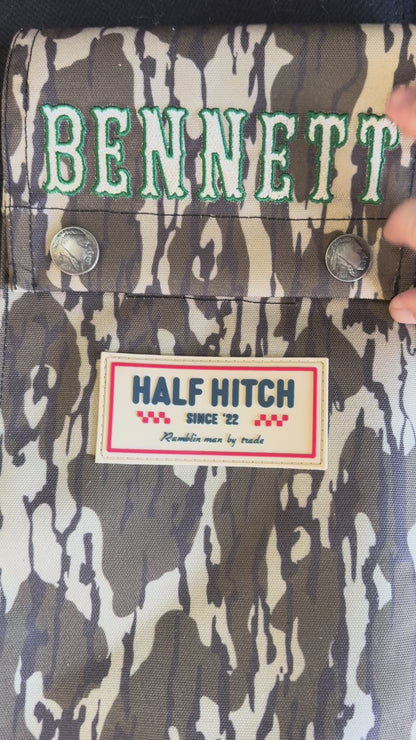 BENNETT
HALF HITCH
SINCE '22
Ramblin man by trade